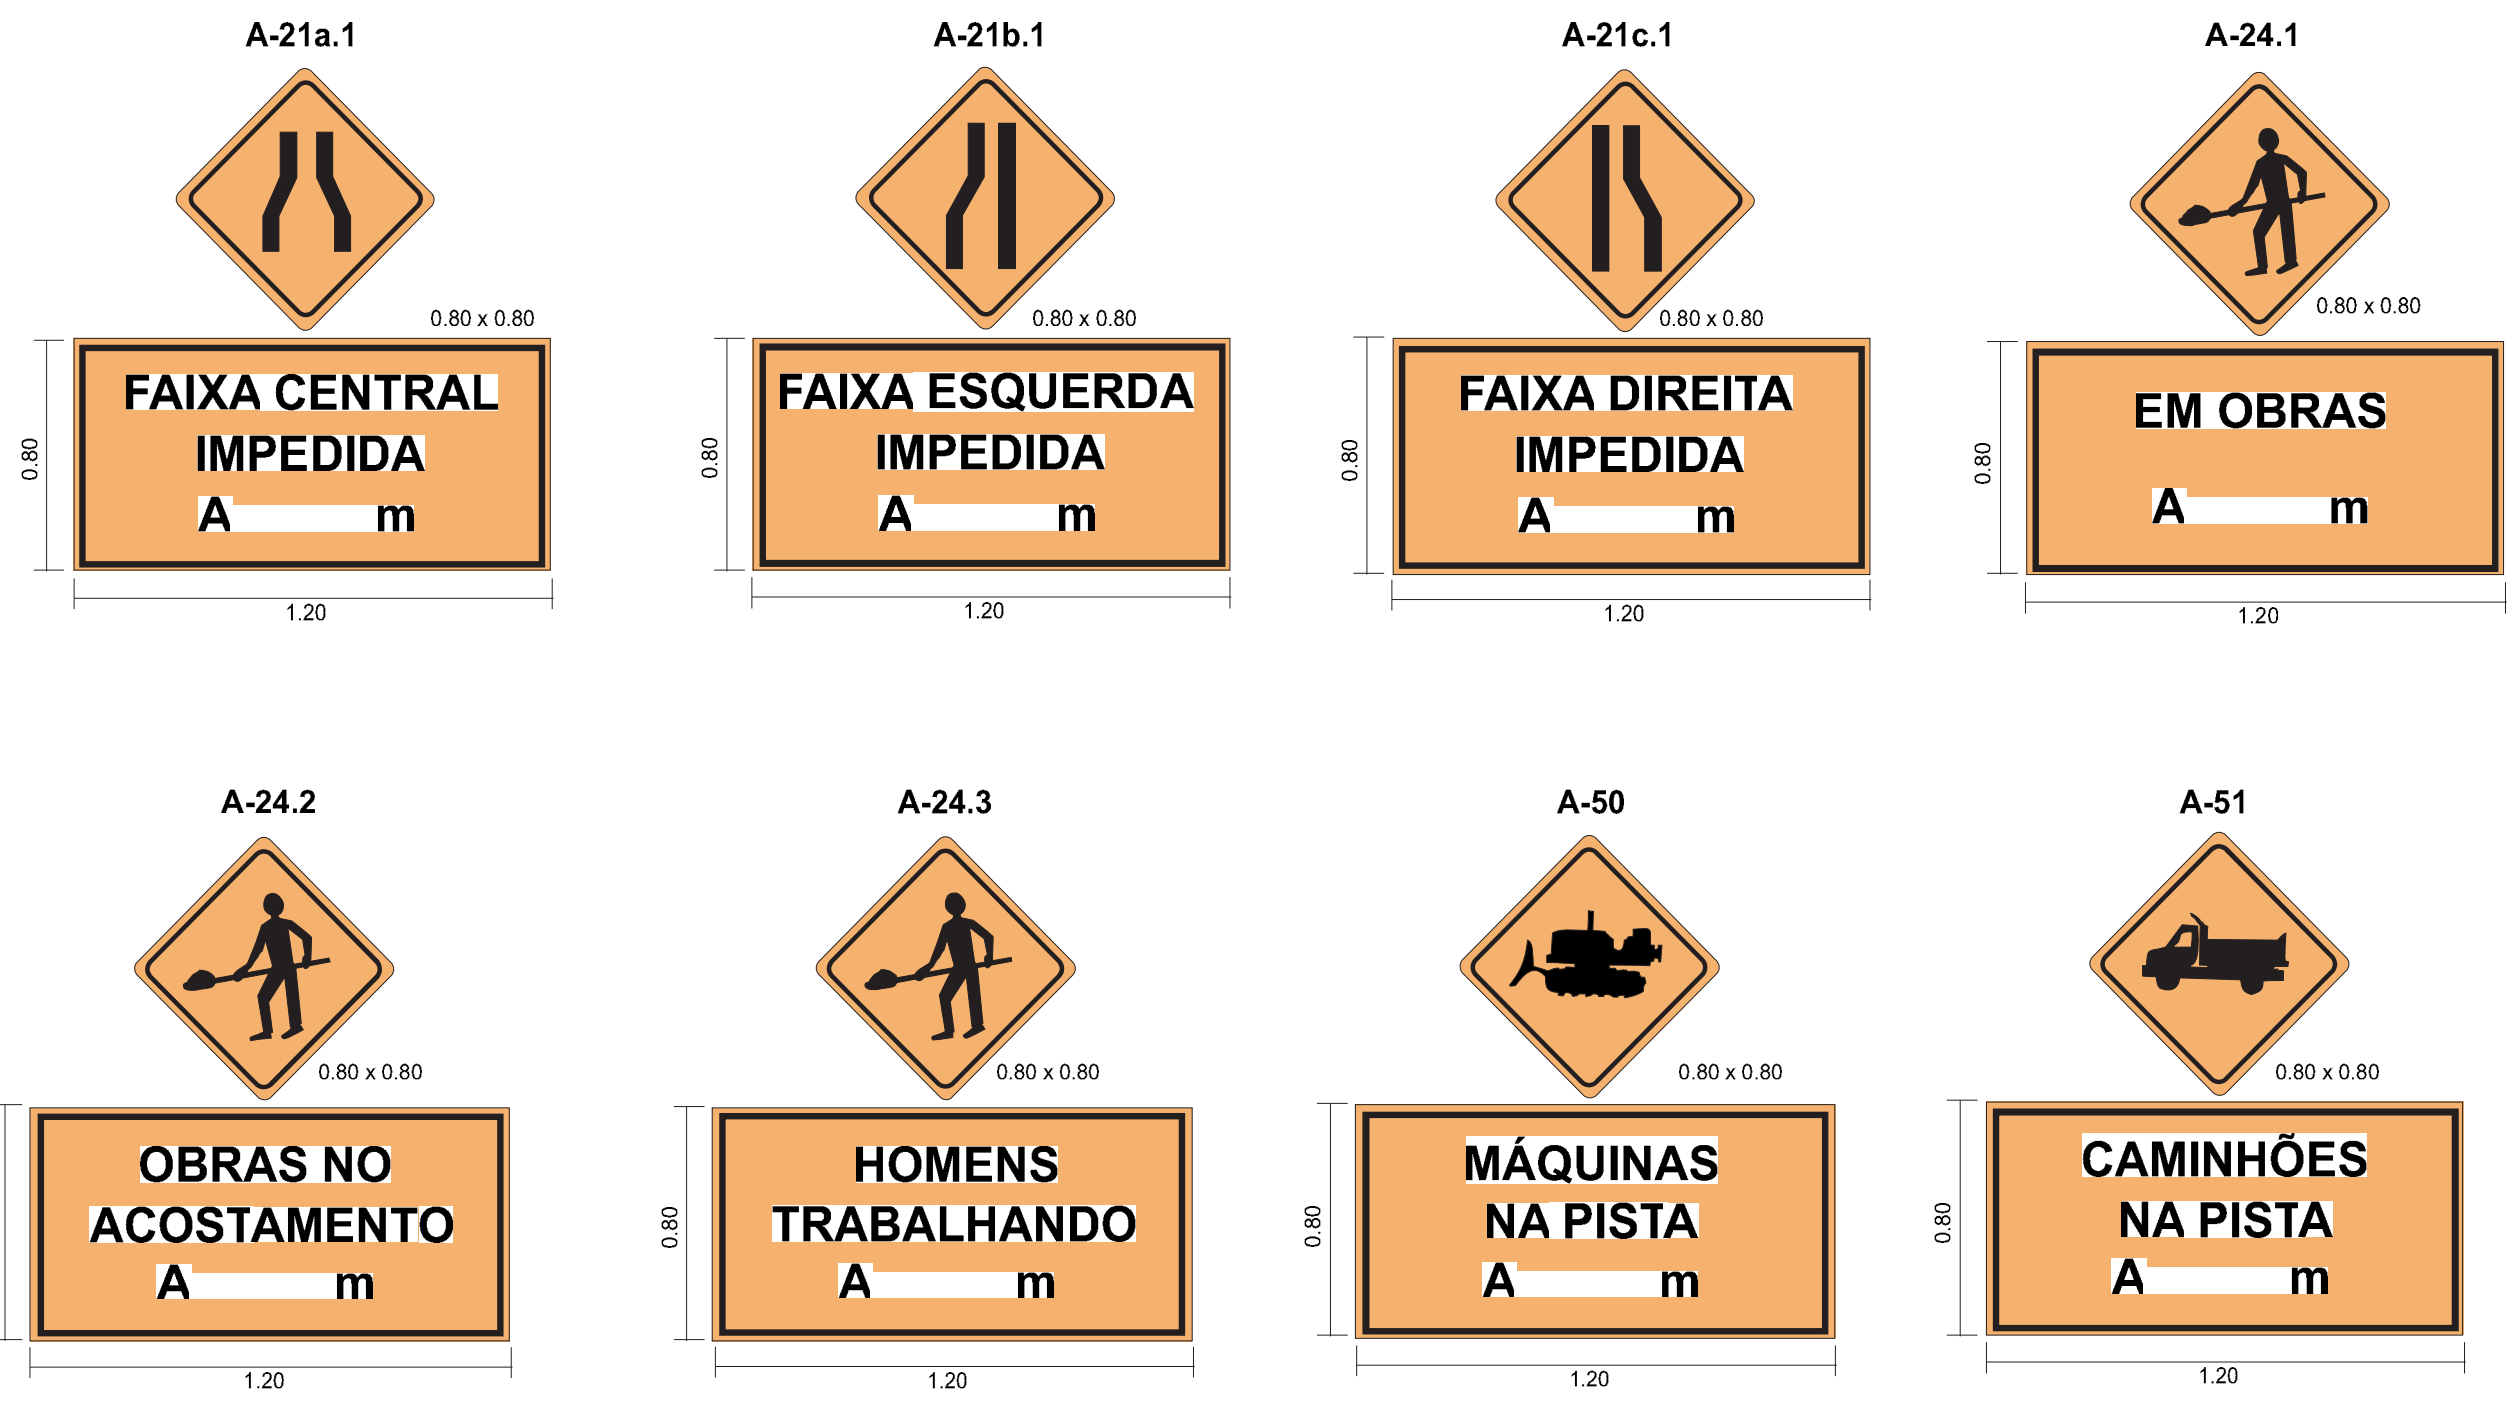 A-21a.1
0.80 x 0.80
FAIXA CENTRAL
IMPEDIDA
A m
0.80
1.20
A-21b.1
0.80 x 0.80
FAIXA ESQUERDA
IMPEDIDA
A m
0.80
1.20
A-21c.1
0.80 x 0.80
FAIXA DIREITA
IMPEDIDA
A m
0.80
1.20
A-24.1
0.80 x 0.80
EM OBRAS
A m
0.80
1.20
A-24.2
0.80 x 0.80
OBRAS NO
ACOSTAMENTO
A m
1.20
A-24.3
0.80 x 0.80
HOMENS
TRABALHANDO
A m
0.80
1.20
A-50
0.80 x 0.80
MÁQUINAS
NA PISTA
A m
0.80
1.20
A-51
0.80 x 0.80
CAMINHÕES
NA PISTA
A m
0.80
1.20